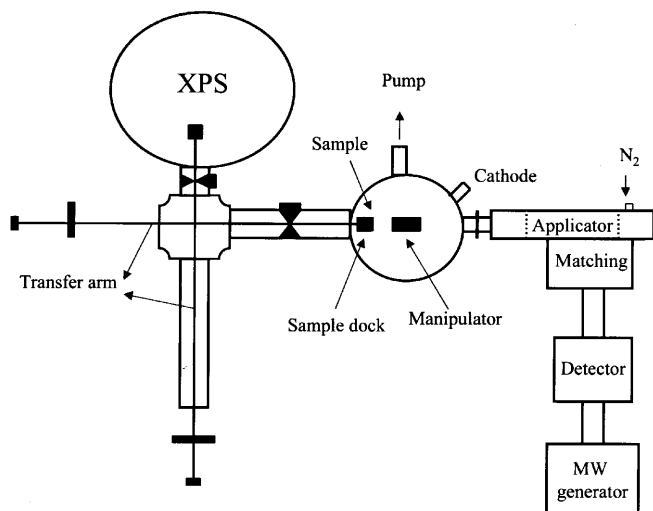 XPS
Pump
Sample
Cathode
N₂
Applicator
Matching
Transfer arm
Sample dock
Manipulator
Detector
MW
generator